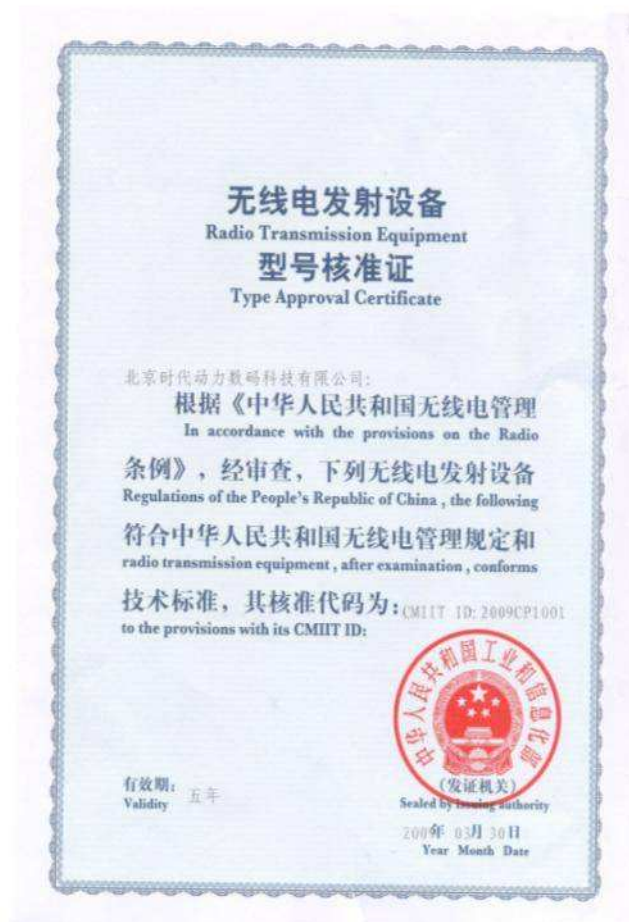 无线电发射设备
Radio Transmission Equipment
型号核准证
Type Approval Certificate
北京时代动力数码科技有限公司:
根据《中华人民共和国无线电管理
In accordance with the provisions on the Radio
条例》，经审查，下列无线电发射设备
Regulations of the People's Republic of China , the following
符合中华人民共和国无线电管理规定和
radio transmission equipment , after examination , conforms
技术标准，其核准代码为: CMIIT ID: 2009CP1001
to the provisions with its CMIIT ID:
中华人民共和国工业和信息化部
有效期: 五年
Validity
(发证机关)
Sealed by Issuing authority
2009年 03月 30日
Year Month Date